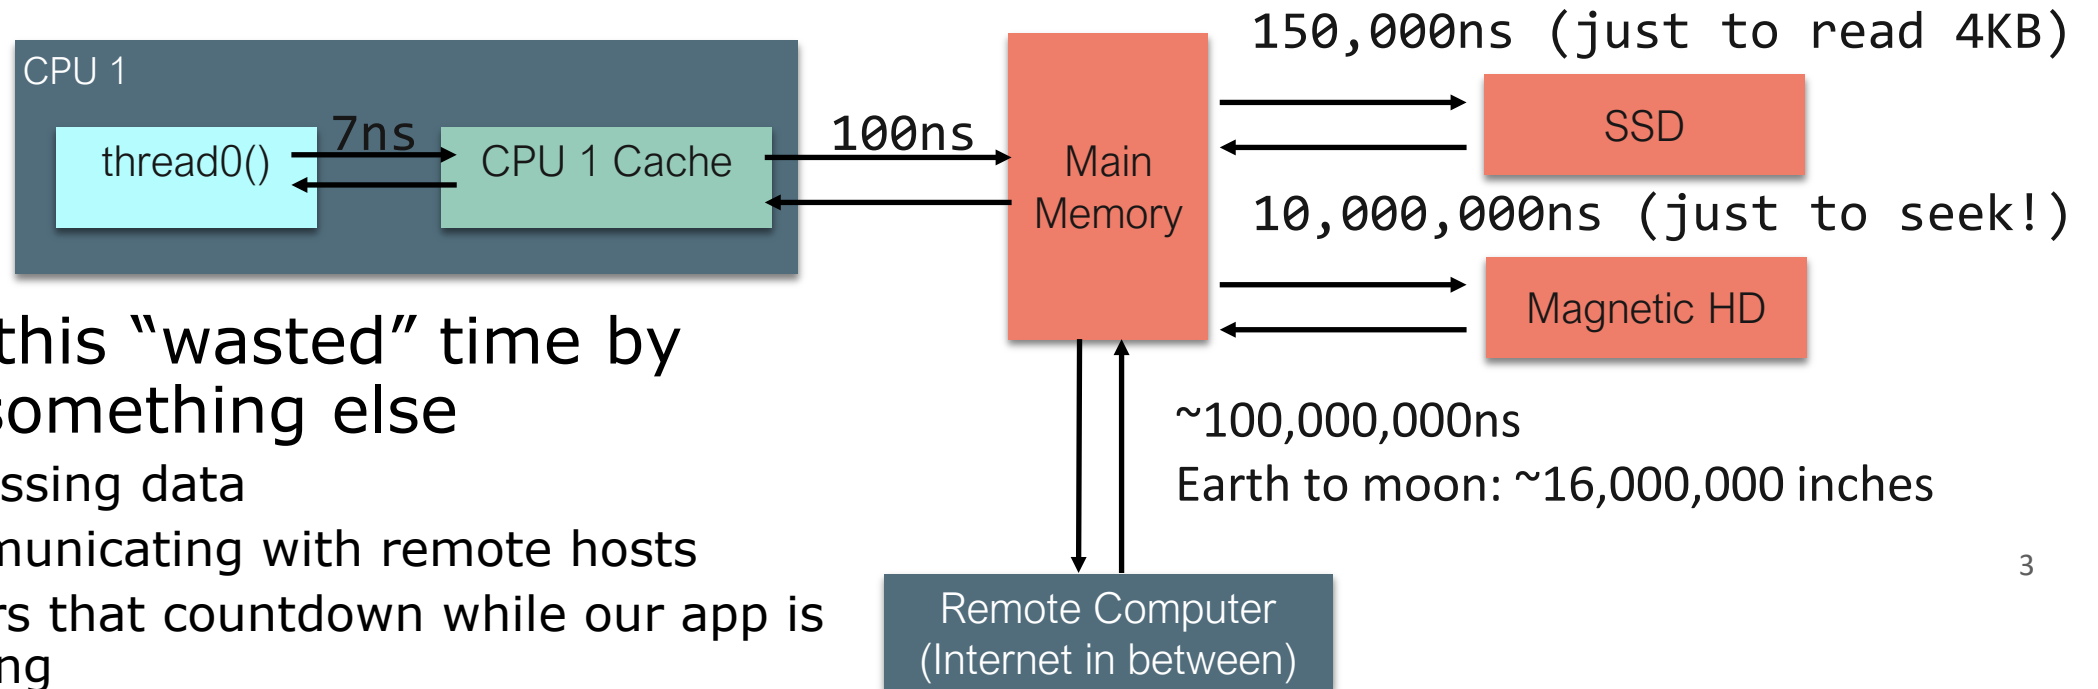 150,000ns (just to read 4KB)
CPU 1
thread0()
7ns
CPU 1 Cache
100ns
Main
Memory
SSD
10,000,000ns (just to seek!)
Magnetic HD
this “wasted” time by
something else
ssing data
municating with remote hosts
rs that countdown while our app is
ng
~100,000,000ns
Earth to moon: ~16,000,000 inches
3
Remote Computer
(Internet in between)